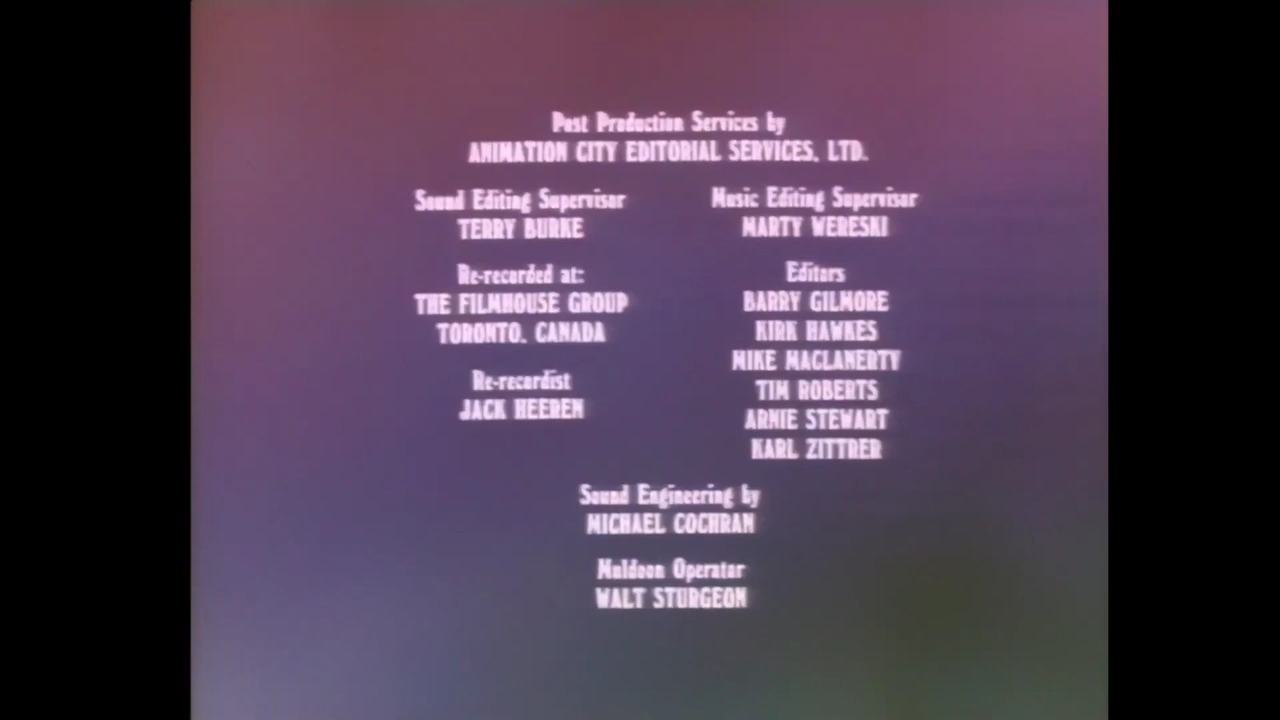 Post Production Services by
ANIMATION CITY EDITORIAL SERVICES, LTD.
Sound Editing Supervisor
TERRY BURKE
Re-recorded at:
THE FILMHOUSE GROUP
TORONTO, CANADA
Re-recordist
JACK HEEREN
Music Editing Supervisor
MARTY WERESKI
Editors
BARRY GILMORE
KIRK HAWKES
MIKE MACLANERTY
TIM ROBERTS
ARNIE STEWART
KARL ZITTRER
Sound Engineering by
MICHAEL COCHRAN
Muldoon Operator
WALT STURGEON